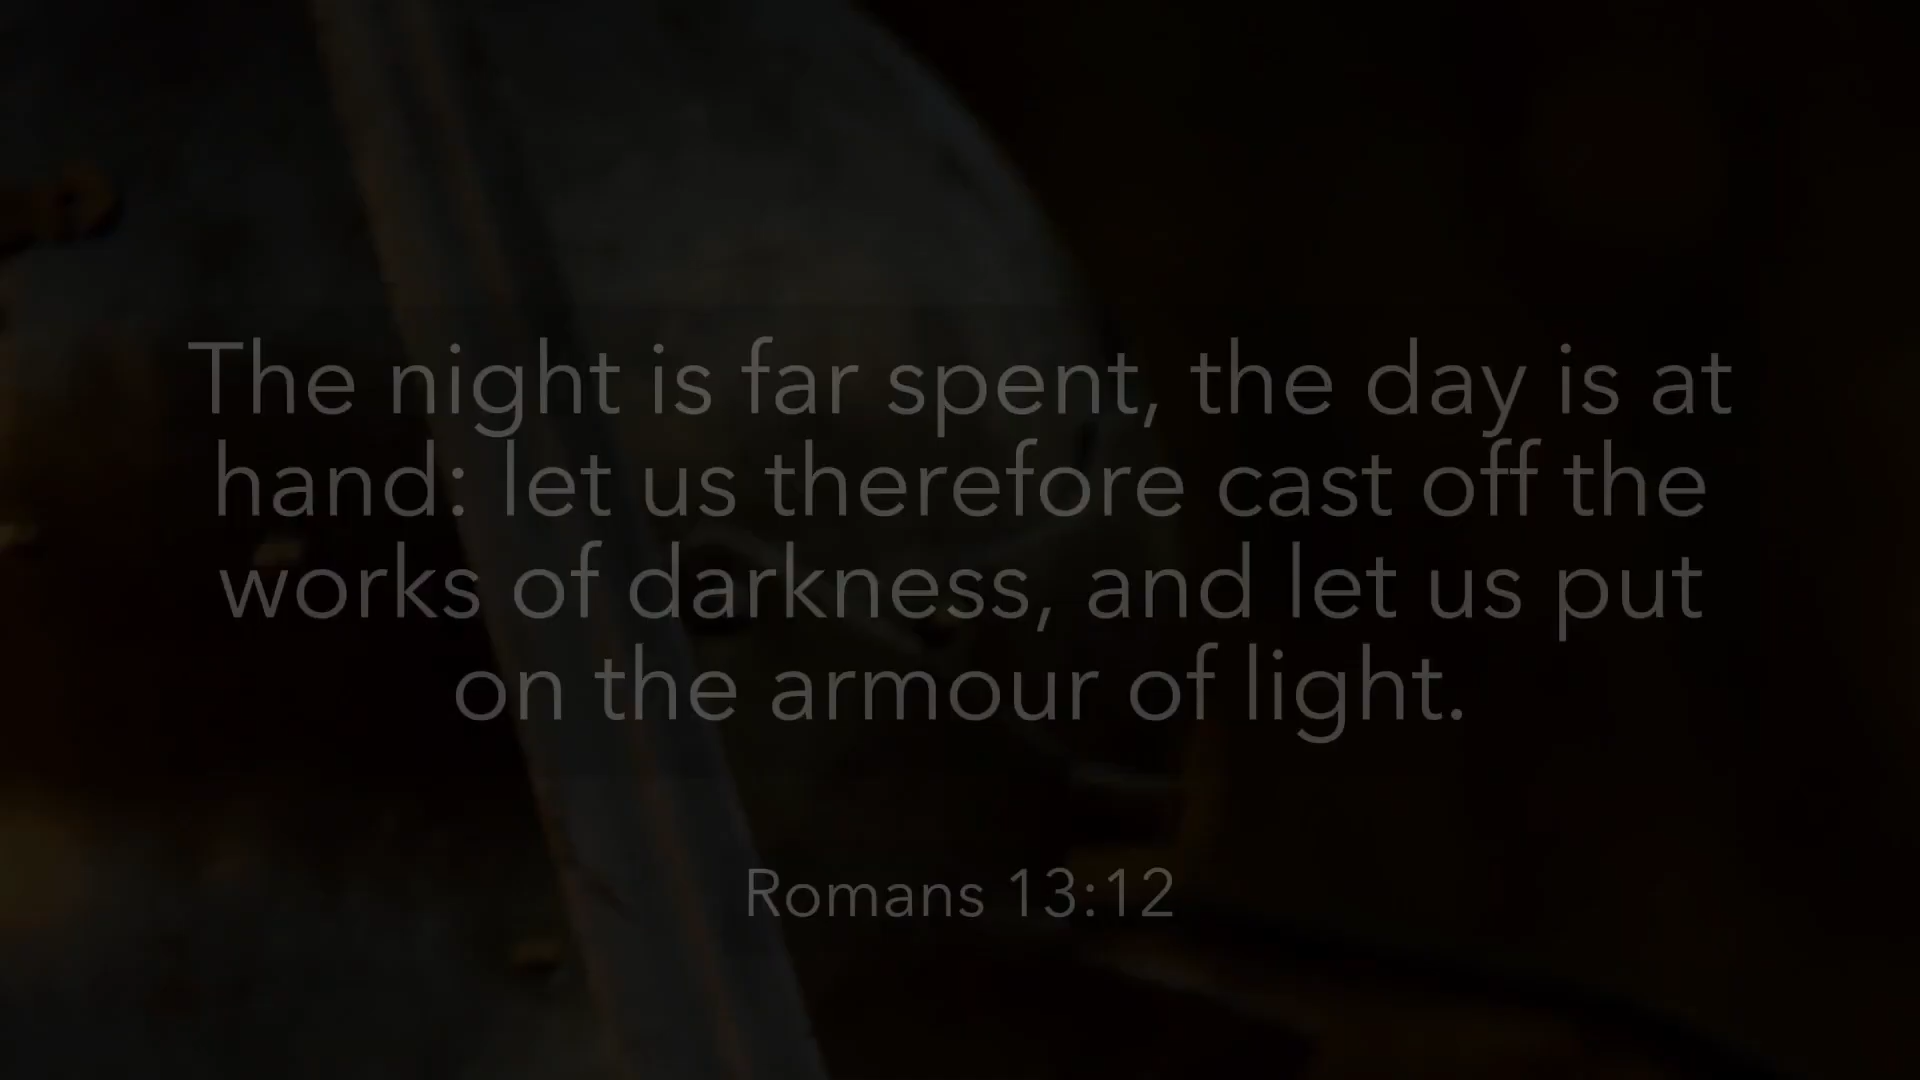 The night is far spent, the day is at
hand: let us therefore cast off the
works of darkness, and let us put
on the armour of light.
Romans 13:12